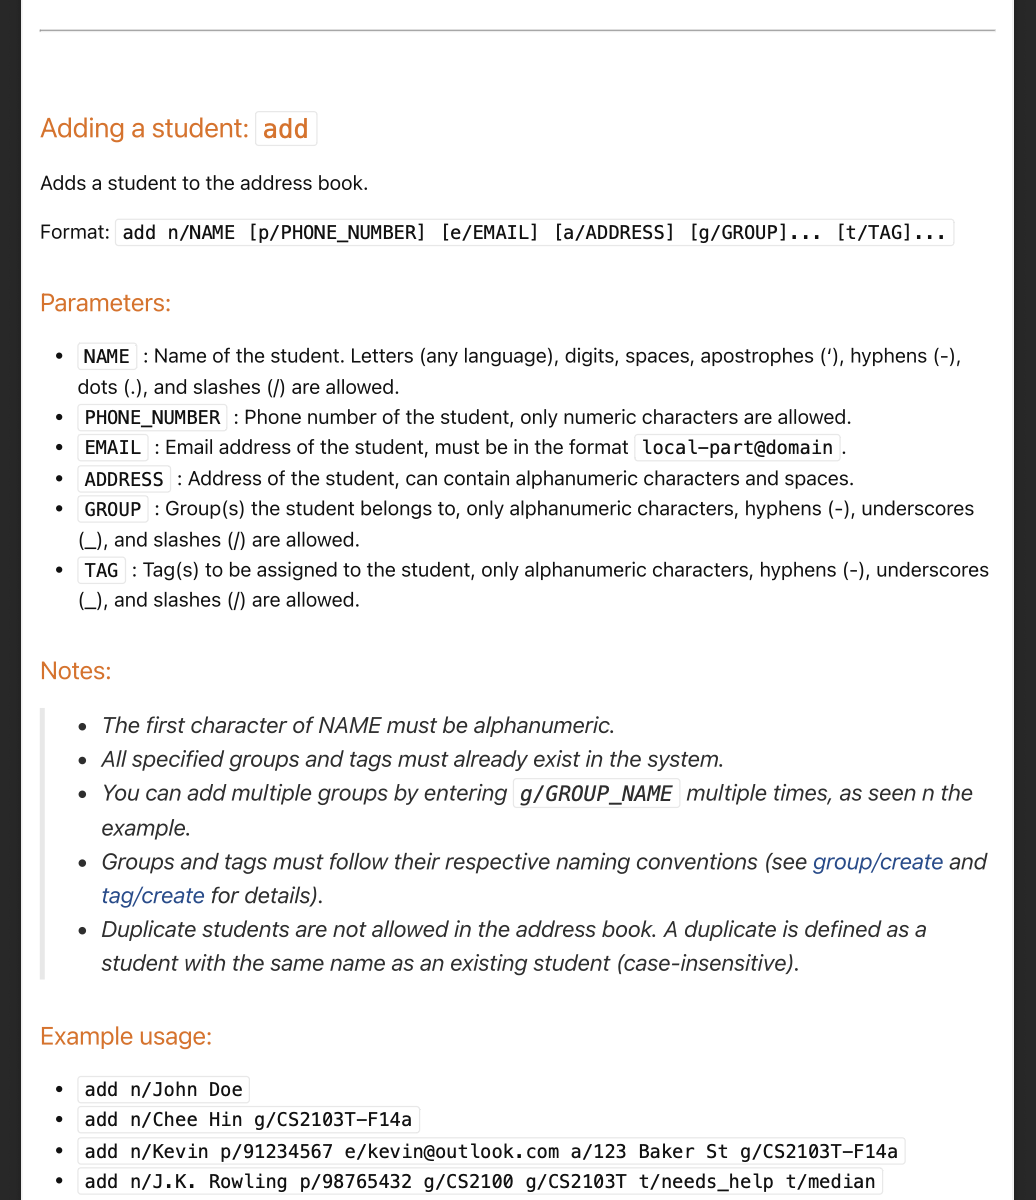 Adding a student: add
Adds a student to the address book.
Format: add n/NAME [p/PHONE_NUMBER] [e/EMAIL] [a/ADDRESS] [g/GROUP]... [t/TAG]...
Parameters:
• NAME : Name of the student. Letters (any language), digits, spaces, apostrophes (‘), hyphens (-),
dots (.), and slashes (/) are allowed.
• PHONE_NUMBER : Phone number of the student, only numeric characters are allowed.
• EMAIL : Email address of the student, must be in the format local-part@domain .
• ADDRESS : Address of the student, can contain alphanumeric characters and spaces.
• GROUP : Group(s) the student belongs to, only alphanumeric characters, hyphens (-), underscores
(_), and slashes (/) are allowed.
• TAG : Tag(s) to be assigned to the student, only alphanumeric characters, hyphens (-), underscores
(_), and slashes (/) are allowed.
Notes:
• The first character of NAME must be alphanumeric.
• All specified groups and tags must already exist in the system.
• You can add multiple groups by entering g/GROUP_NAME multiple times, as seen n the
example.
• Groups and tags must follow their respective naming conventions (see group/create and
tag/create for details).
• Duplicate students are not allowed in the address book. A duplicate is defined as a
student with the same name as an existing student (case-insensitive).
Example usage:
• add n/John Doe
• add n/Chee Hin g/CS2103T-F14a
• add n/Kevin p/91234567 e/kevin@outlook.com a/123 Baker St g/CS2103T-F14a
• add n/J.K. Rowling p/98765432 g/CS2100 g/CS2103T t/needs_help t/median